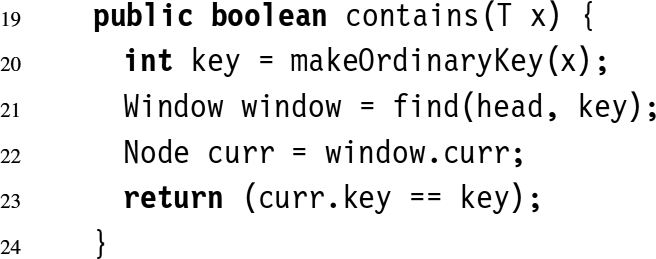 19 public boolean contains(T x) {
20 int key = makeOrdinaryKey(x);
21 Window window = find(head, key);
22 Node curr = window.curr;
23 return (curr.key == key);
24 }